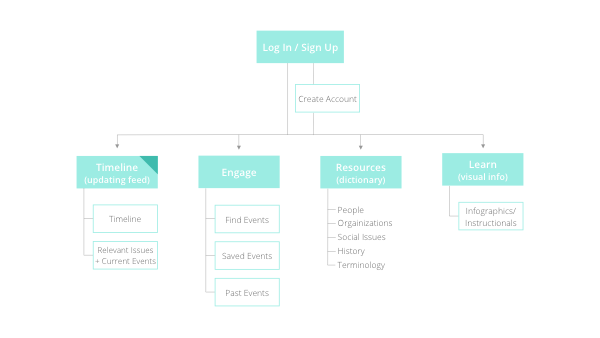 Log In / Sign Up
Create Account
Timeline
(updating feed)
Timeline
Relevant Issues
+ Current Events
Engage
Find Events
Saved Events
Past Events
Resources
(dictionary)
People
Orgainizations
Social Issues
History
Terminology
Learn
(visual info)
Infographics/
Instructionals